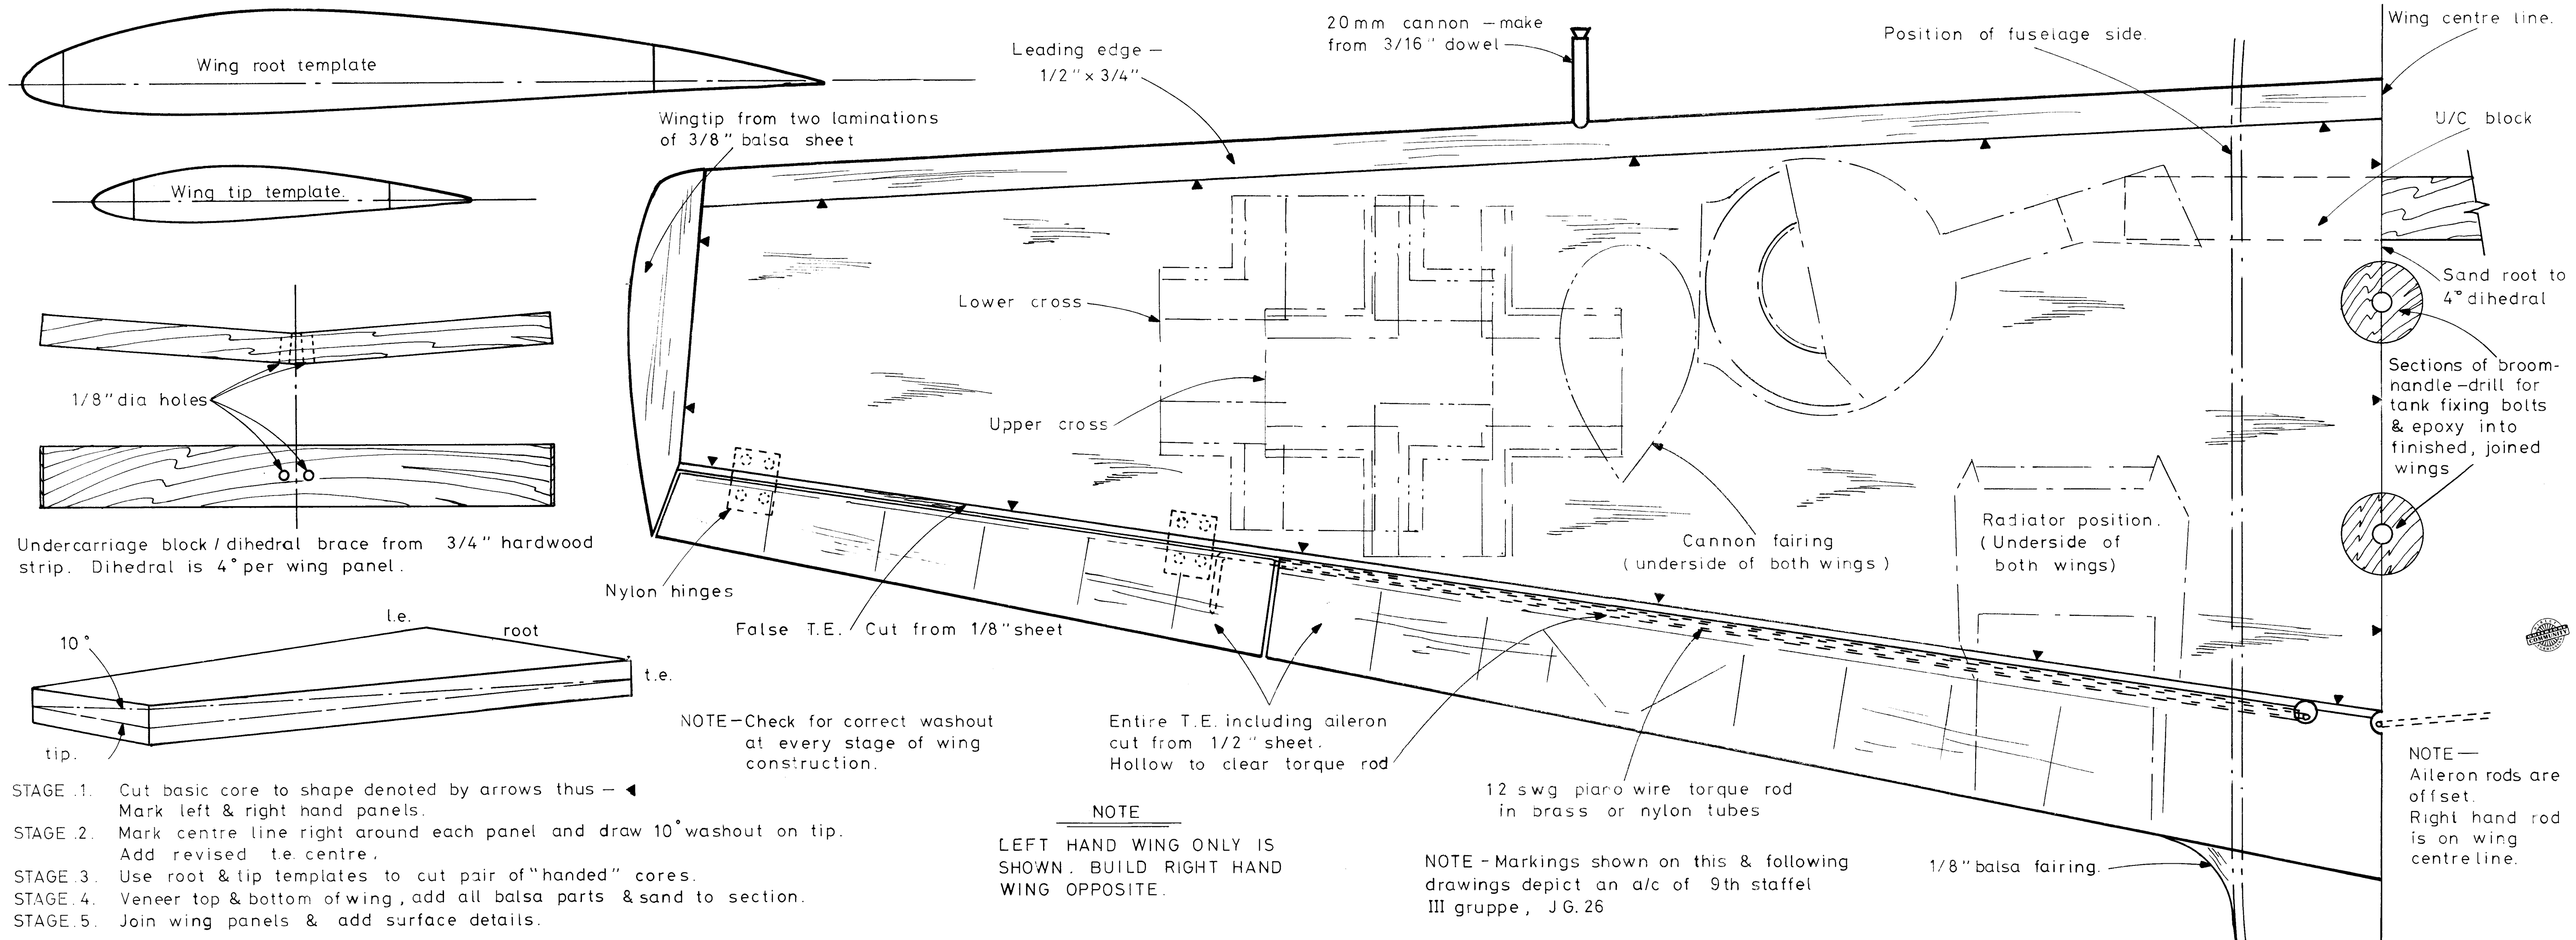 Wing root template
Wing tip template.
1/8" dia holes
Undercarriage block / dihedral brace from 3/4" hardwood
strip. Dihedral is 4° per wing panel.
10°
l.e.
root
t.e.
tip.
STAGE .1. Cut basic core to shape denoted by arrows thus –
Mark left & right hand panels.
STAGE .2. Mark centre line right around each panel and draw 10° washout on tip.
Add revised t.e. centre.
STAGE .3. Use root & tip templates to cut pair of "handed" cores.
STAGE .4. Veneer top & bottom of wing, add all balsa parts & sand to section.
STAGE .5. Join wing panels & add surface details.
Wingtip from two laminations
of 3/8" balsa sheet
Leading edge –
1/2" × 3/4"
20mm cannon – make
from 3/16" dowel
Position of fuselage side.
Wing centre line.
U/C block
Lower cross
Upper cross
Sand root to
4° dihedral
Sections of broom-
handle – drill for
tank fixing bolts
& epoxy into
finished, joined
wings
Radiator position.
(Underside of
both wings)
Cannon fairing
(underside of both wings)
Nylon hinges
False T.E. Cut from 1/8" sheet
NOTE – Check for correct washout
at every stage of wing
construction.
Entire T.E. including aileron
cut from 1/2" sheet.
Hollow to clear torque rod
12 swg piano wire torque rod
in brass or nylon tubes
NOTE
LEFT HAND WING ONLY IS
SHOWN. BUILD RIGHT HAND
WING OPPOSITE.
NOTE – Markings shown on this & following
drawings depict an a/c of 9th staffel
III gruppe, JG.26
1/8" balsa fairing.
NOTE –
Aileron rods are
offset.
Right hand rod
is on wing
centre line.